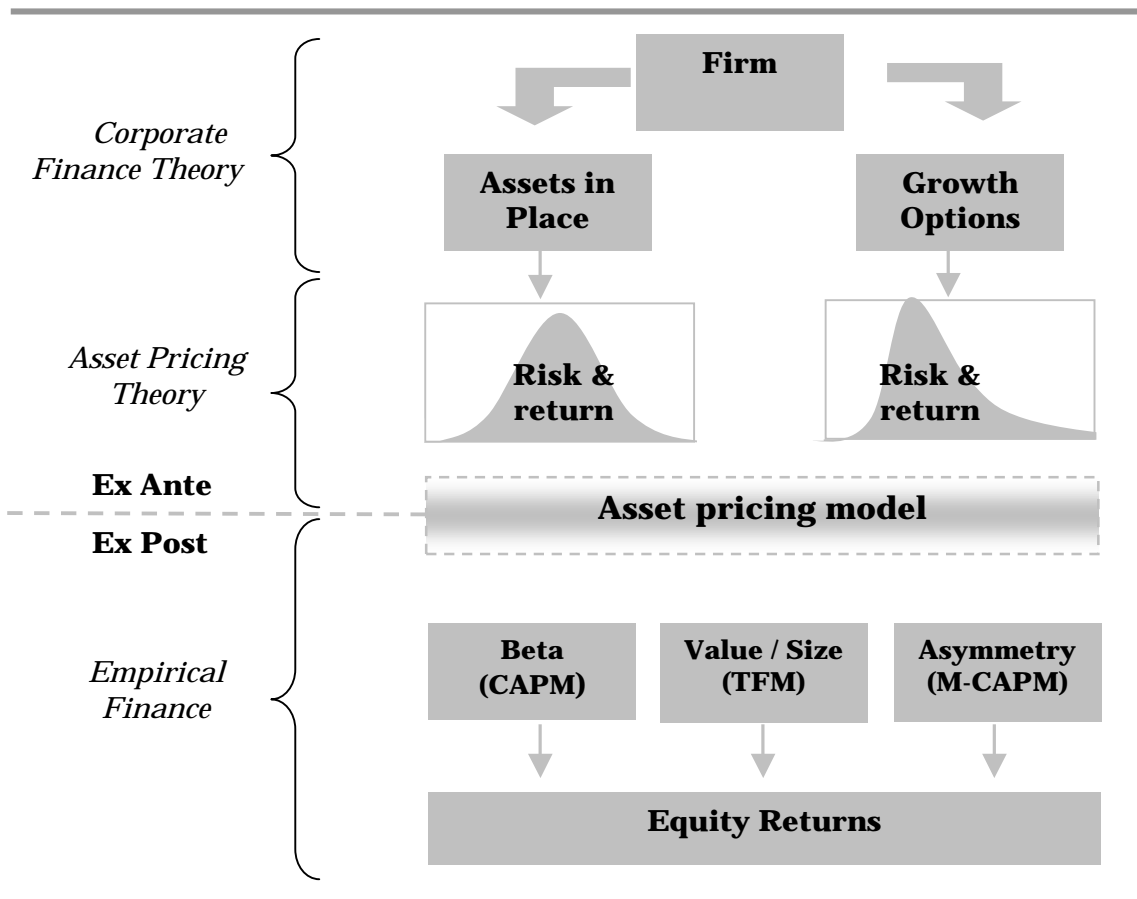 Firm
Corporate
Finance Theory
Assets in
Place
Growth
Options
Asset Pricing
Theory
Risk &
return
Risk &
return
Ex Ante
Asset pricing model
Ex Post
Empirical
Finance
Beta
(CAPM)
Value / Size
(TFM)
Asymmetry
(M-CAPM)
Equity Returns